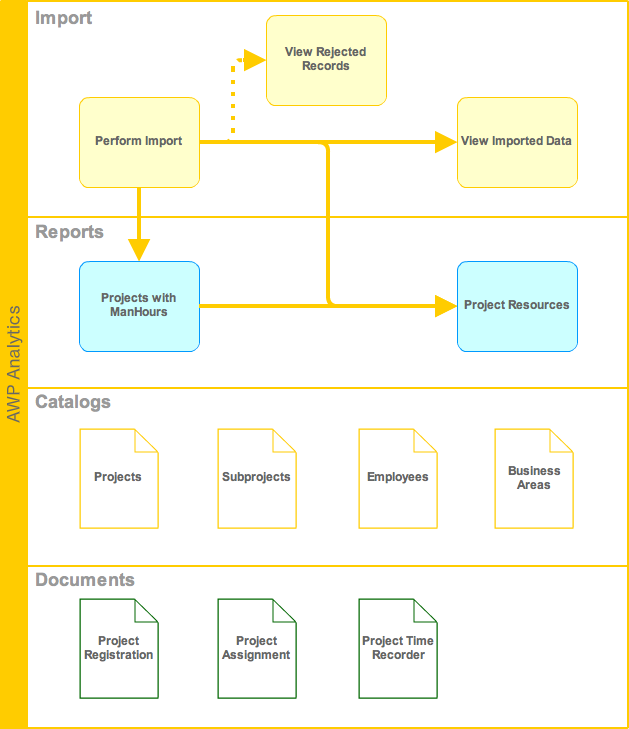 AWP Analytics
Import
View Rejected
Records
Perform Import
View Imported Data
Reports
Projects with
ManHours
Project Resources
Catalogs
Projects
Subprojects
Employees
Business
Areas
Documents
Project
Registration
Project
Assignment
Project Time
Recorder